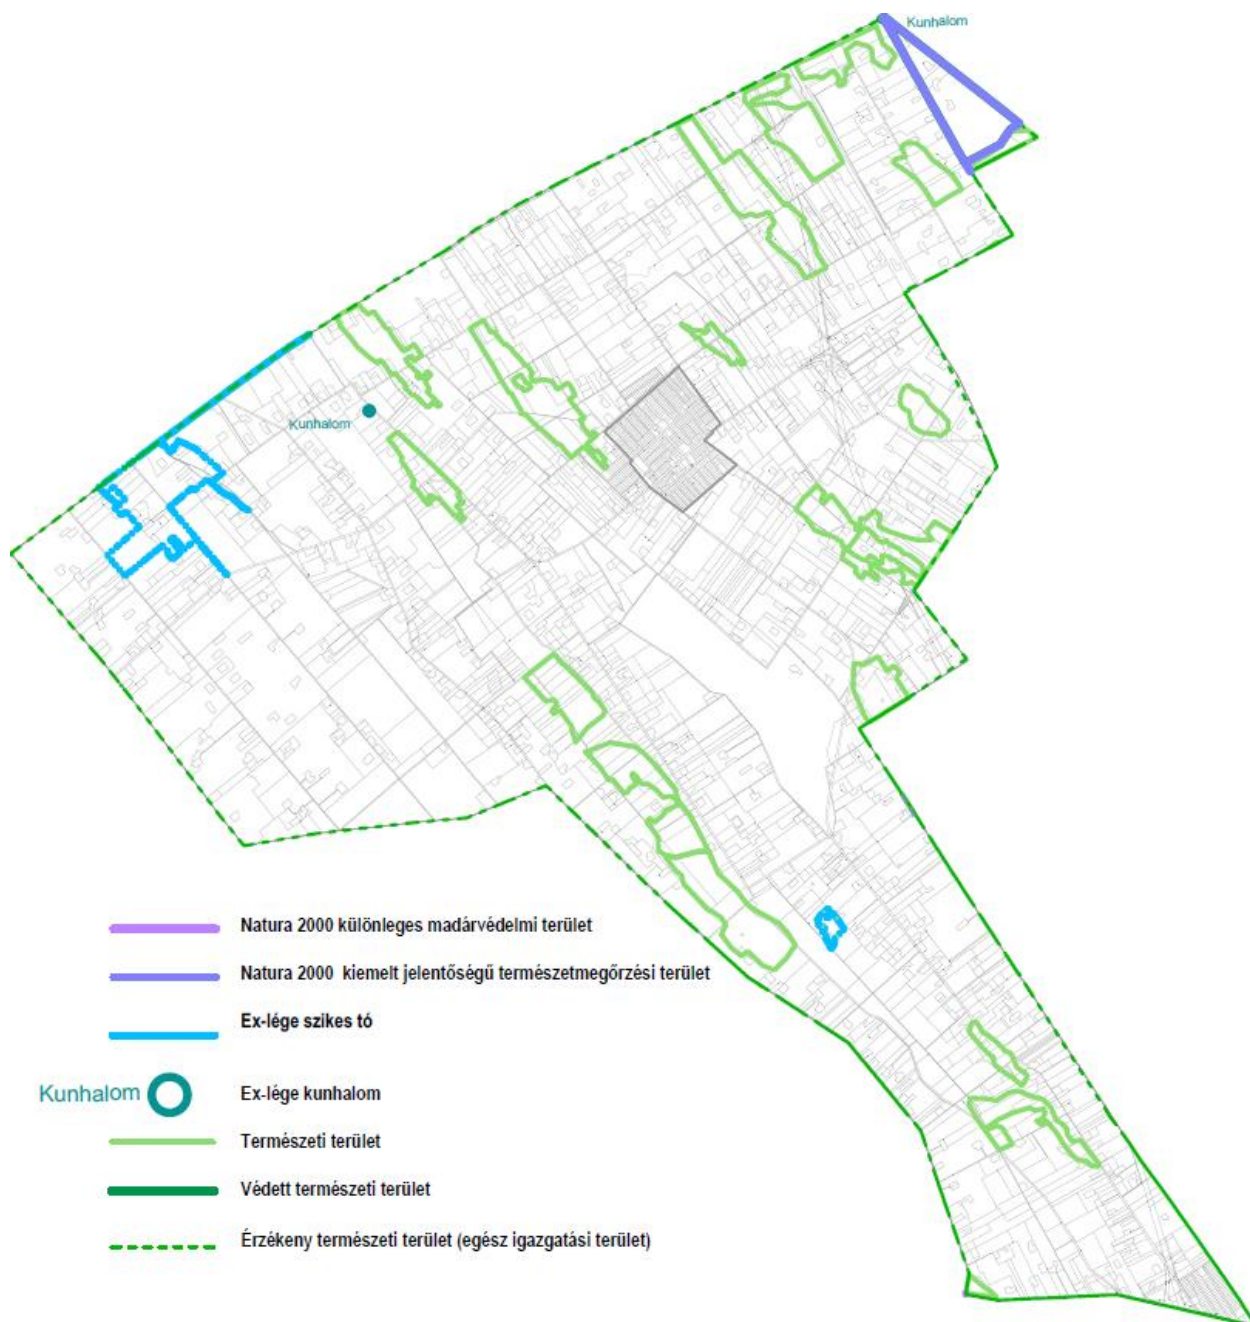 Kunhalom
Kunhalom
Natura 2000 különleges madárvédelmi terület
Natura 2000 kiemelt jelentőségű természetmegőrzési terület
Ex-lége szikes tó
Kunhalom
Ex-lége kunhalom
Természeti terület
Védett természeti terület
Érzékeny természeti terület (egész igazgatási terület)